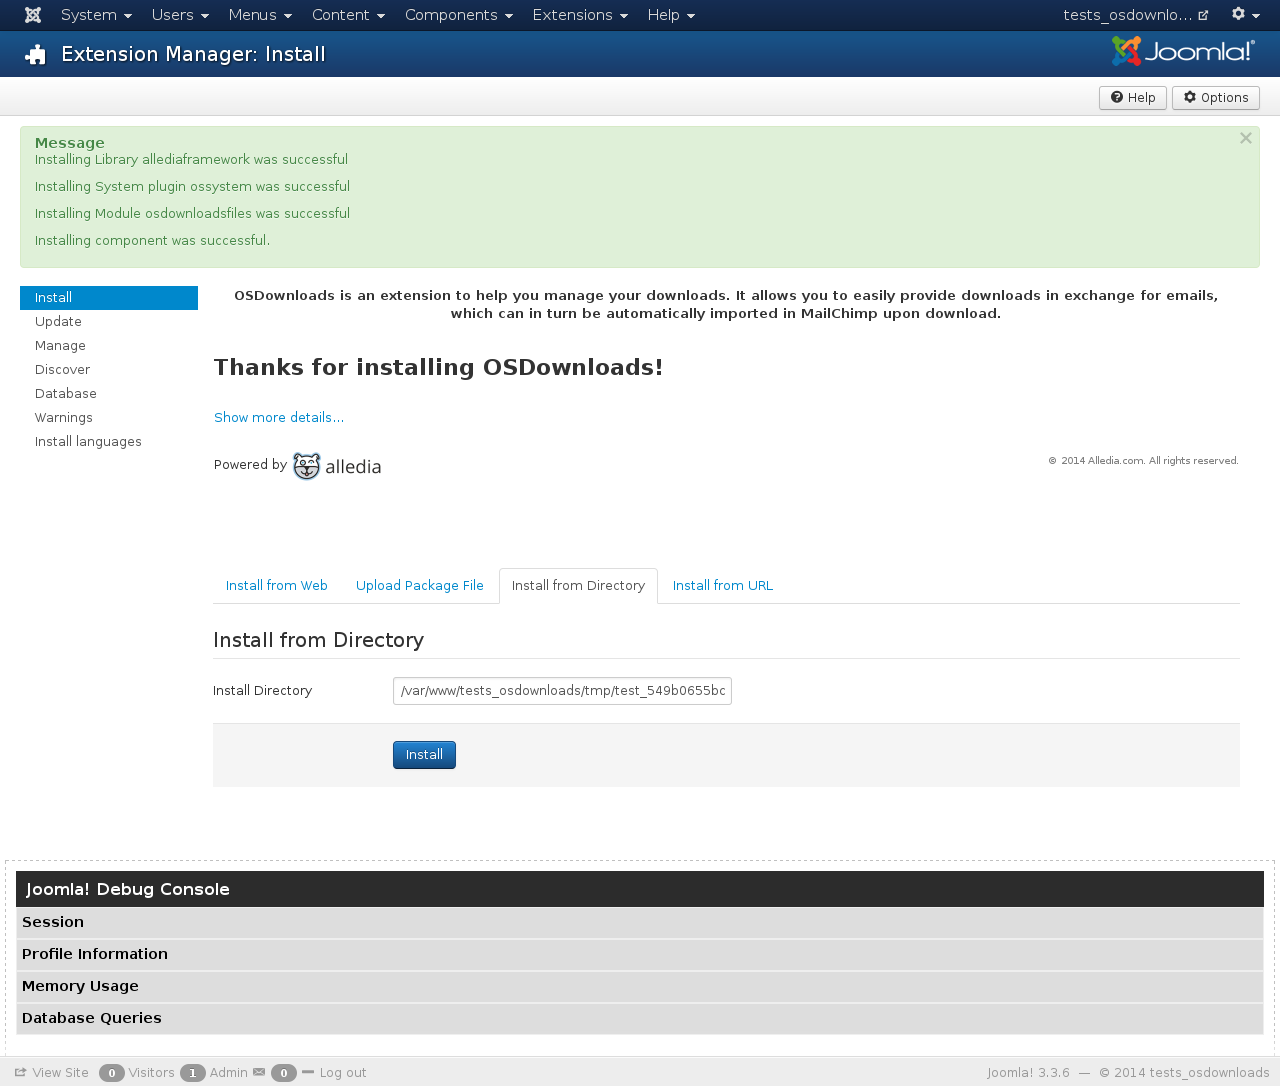 System Users Menus Content Components Extensions Help tests_osdownlo...
Extension Manager: Install
Joomla!®
Help Options
Message
Installing Library allediaframework was successful
Installing System plugin ossystem was successful
Installing Module osdownloadsfiles was successful
Installing component was successful.
Install
Update
Manage
Discover
Database
Warnings
Install languages
OSDownloads is an extension to help you manage your downloads. It allows you to easily provide downloads in exchange for emails,
which can in turn be automatically imported in MailChimp upon download.
Thanks for installing OSDownloads!
Show more details...
Powered by alledia
© 2014 Alledia.com. All rights reserved.
Install from Web Upload Package File Install from Directory Install from URL
Install from Directory
Install Directory /var/www/tests_osdownloads/tmp/test_549b0655bc
Install
Joomla! Debug Console
Session
Profile Information
Memory Usage
Database Queries
View Site 0 Visitors 1 Admin 0 Log out Joomla! 3.3.6 — © 2014 tests_osdownloads